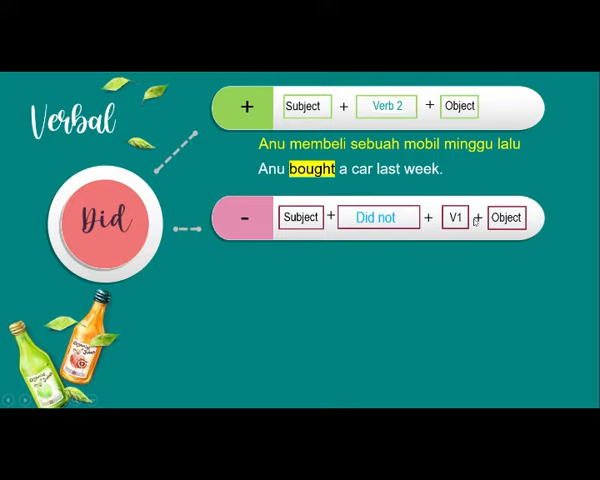 Verbal
+ Subject + Verb 2 + Object
Anu membeli sebuah mobil minggu lalu
Anu bought a car last week.
Did
- Subject + Did not + V1 + Object